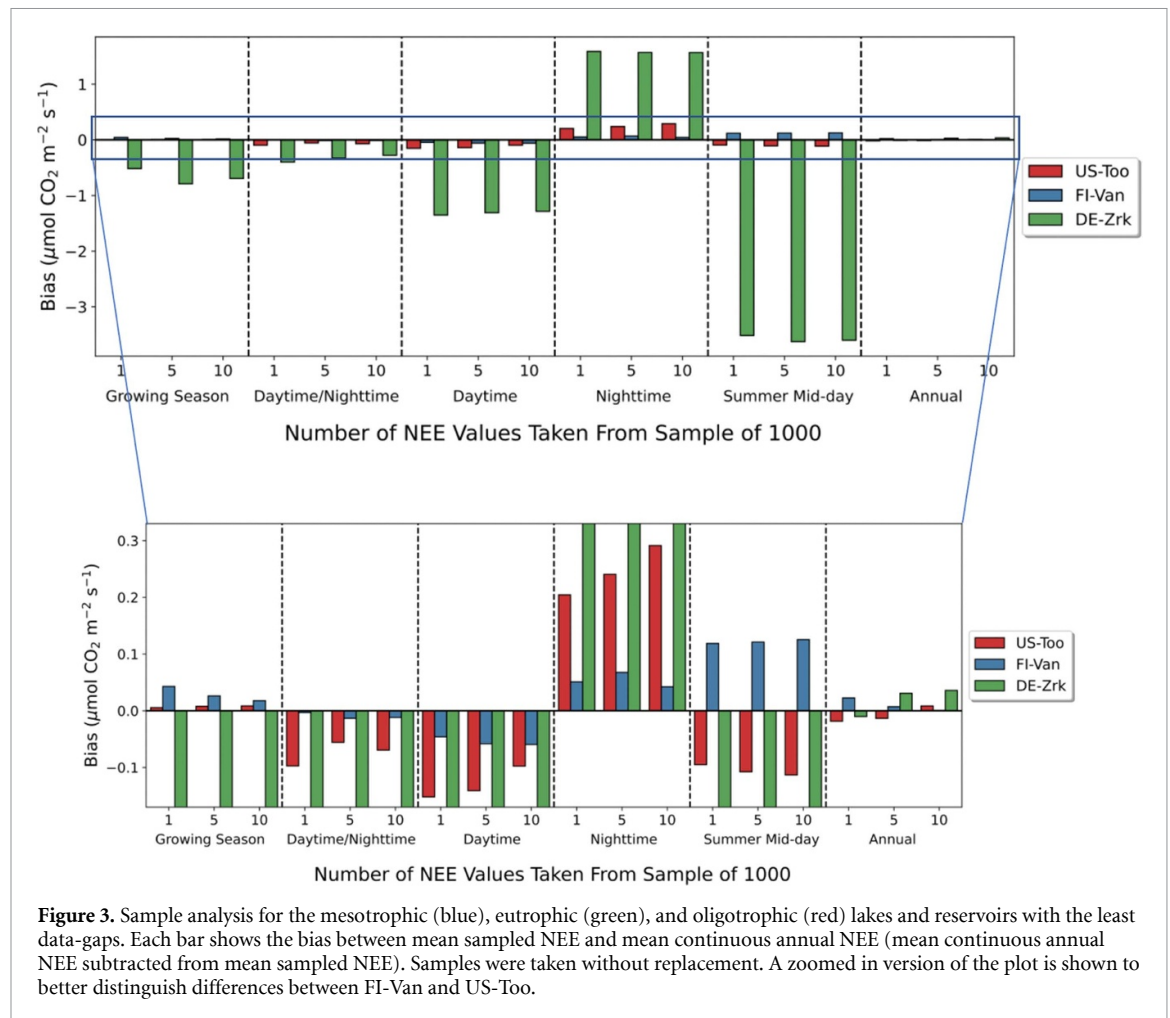 1
0
−1
−2
−3
Bias (μmol CO₂ m⁻² s⁻¹)
US-Too
FI-Van
DE-Zrk
1 5 10 1 5 10 1 5 10 1 5 10 1 5 10 1 5 10
Growing Season Daytime/Nighttime Daytime Nighttime Summer Mid-day Annual
Number of NEE Values Taken From Sample of 1000
0.3
0.2
0.1
0.0
−0.1
Bias (μmol CO₂ m⁻² s⁻¹)
US-Too
FI-Van
DE-Zrk
1 5 10 1 5 10 1 5 10 1 5 10 1 5 10 1 5 10
Growing Season Daytime/Nighttime Daytime Nighttime Summer Mid-day Annual
Number of NEE Values Taken From Sample of 1000
Figure 3. Sample analysis for the mesotrophic (blue), eutrophic (green), and oligotrophic (red) lakes and reservoirs with the least
data-gaps. Each bar shows the bias between mean sampled NEE and mean continuous annual NEE (mean continuous annual
NEE subtracted from mean sampled NEE). Samples were taken without replacement. A zoomed in version of the plot is shown to
better distinguish differences between FI-Van and US-Too.